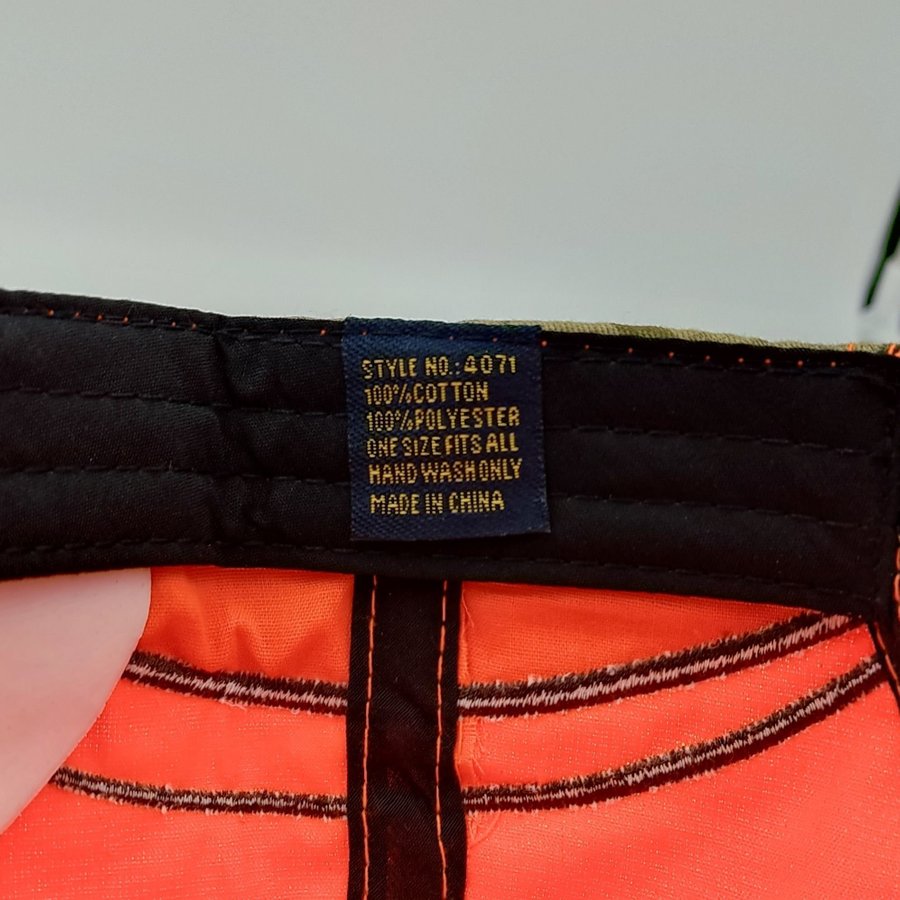 STYLE NO.:4071
100%COTTON
100%POLYESTER
ONE SIZE FITS ALL
HAND WASH ONLY
MADE IN CHINA